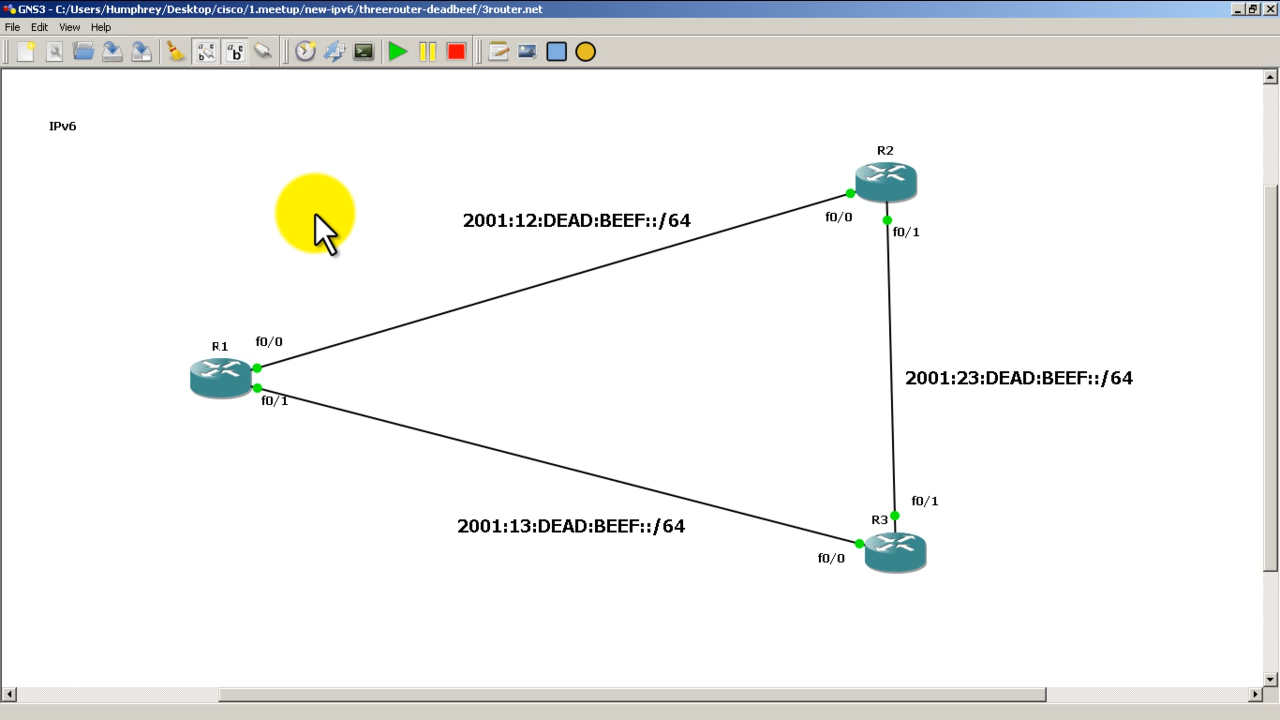 GNS3 - C:/Users/Humphrey/Desktop/cisco/1.meetup/new-ipv6/threerouter-deadbeef/3router.net
File Edit View Help
IPv6
R2
2001:12:DEAD:BEEF::/64
f0/0
f0/1
R1
f0/0
f0/1
2001:23:DEAD:BEEF::/64
f0/1
R3
2001:13:DEAD:BEEF::/64
f0/0